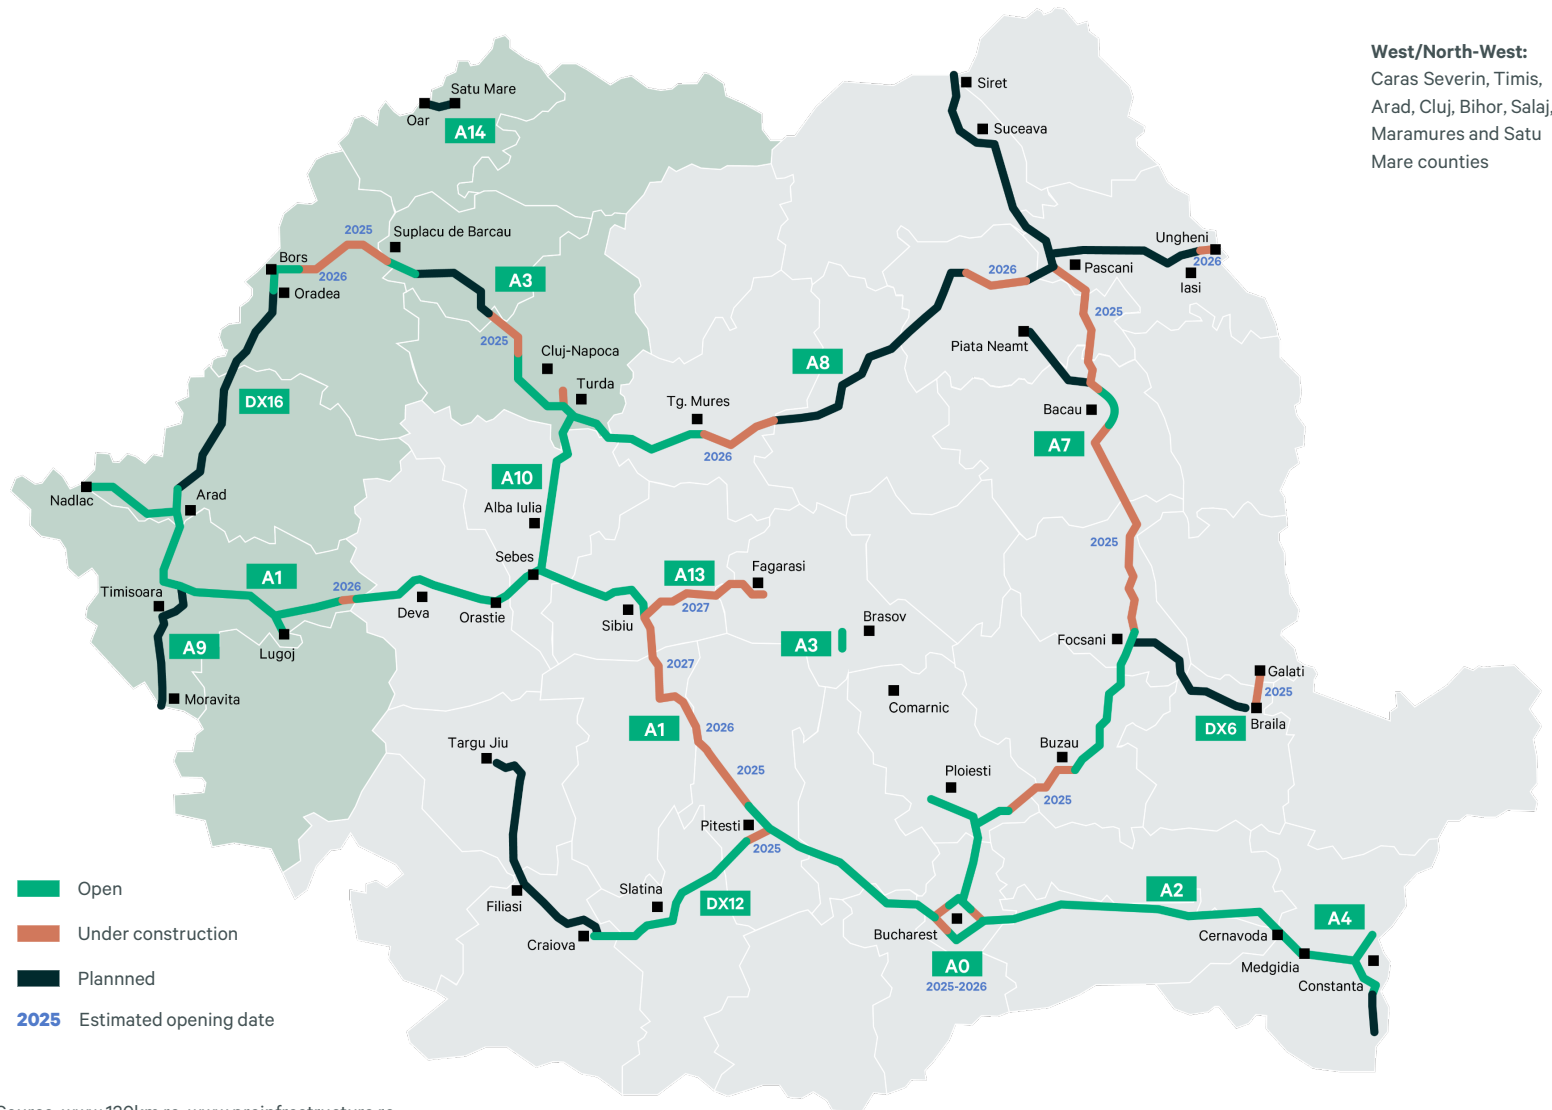 West/North-West:
Caras Severin, Timis,
Arad, Cluj, Bihor, Salaj,
Maramures and Satu
Mare counties
Siret
Satu Mare
Oar
A14
Suceava
2025
Suplacu de Barcau
Ungheni
Bors
2026
2026
2026
Pascani
A3
Iasi
Oradea
2025
2025
Piata Neamt
Cluj-Napoca
A8
Turda
DX16
Tg. Mures
Bacau
A7
2026
A10
Nadlac
Arad
Alba Iulia
2025
Sebes
Fagarasi
A13
A1
2026
Timisoara
2027
Deva
Orastie
Sibiu
Brasov
A3
Focsani
A9
Lugoj
2027
Galati
2025
Moravita
Comarnic
A1
2026
DX6
Braila
Targu Jiu
Buzau
2025
Ploiesti
2025
Pitesti
2025
Slatina
DX12
A2
Filiasi
A4
Craiova
Bucharest
Cernavoda
A0
Medgidia
2025-2026
Constanta
Open
Under construction
Plannned
2025 Estimated opening date